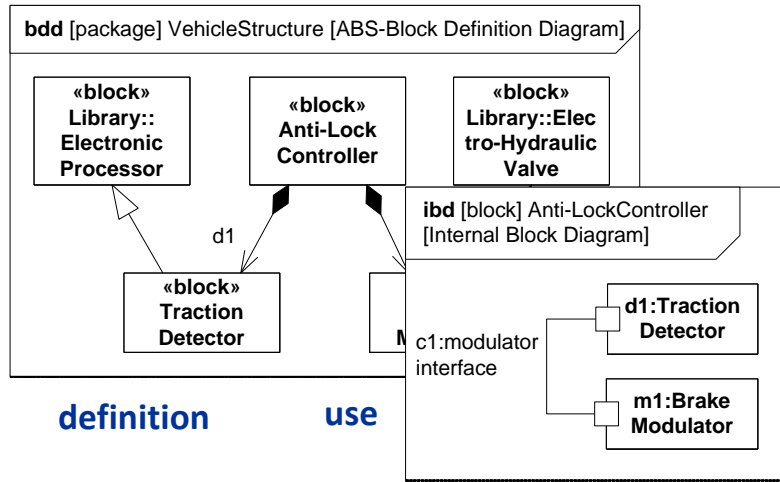 bdd [package] VehicleStructure [ABS-Block Definition Diagram]
«block»
Library::
Electronic
Processor
«block»
Anti-Lock
Controller
«block»
Library::Elec
tro-Hydraulic
Valve
d1
«block»
Traction
Detector
definition
use
ibd [block] Anti-LockController
[Internal Block Diagram]
c1:modulator
interface
d1:Traction
Detector
m1:Brake
Modulator